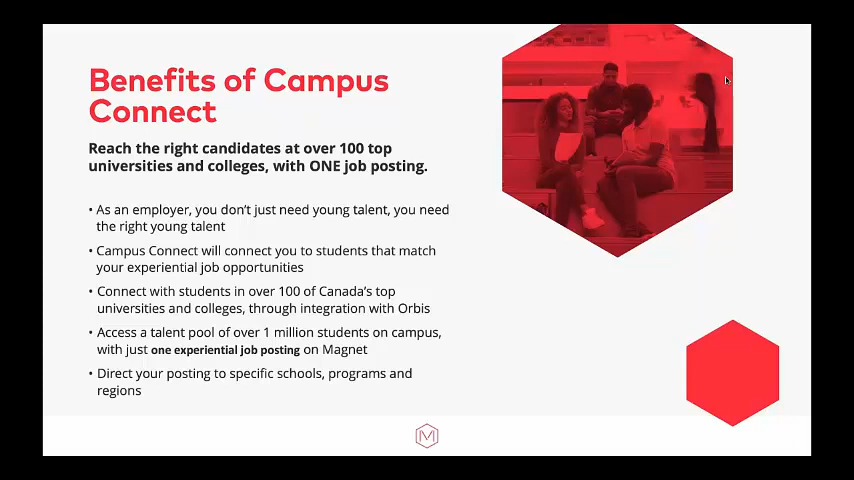 Benefits of Campus
Connect
Reach the right candidates at over 100 top
universities and colleges, with ONE job posting.
• As an employer, you don't just need young talent, you need
the right young talent
• Campus Connect will connect you to students that match
your experiential job opportunities
• Connect with students in over 100 of Canada's top
universities and colleges, through integration with Orbis
• Access a talent pool of over 1 million students on campus,
with just one experiential job posting on Magnet
• Direct your posting to specific schools, programs and
regions
M